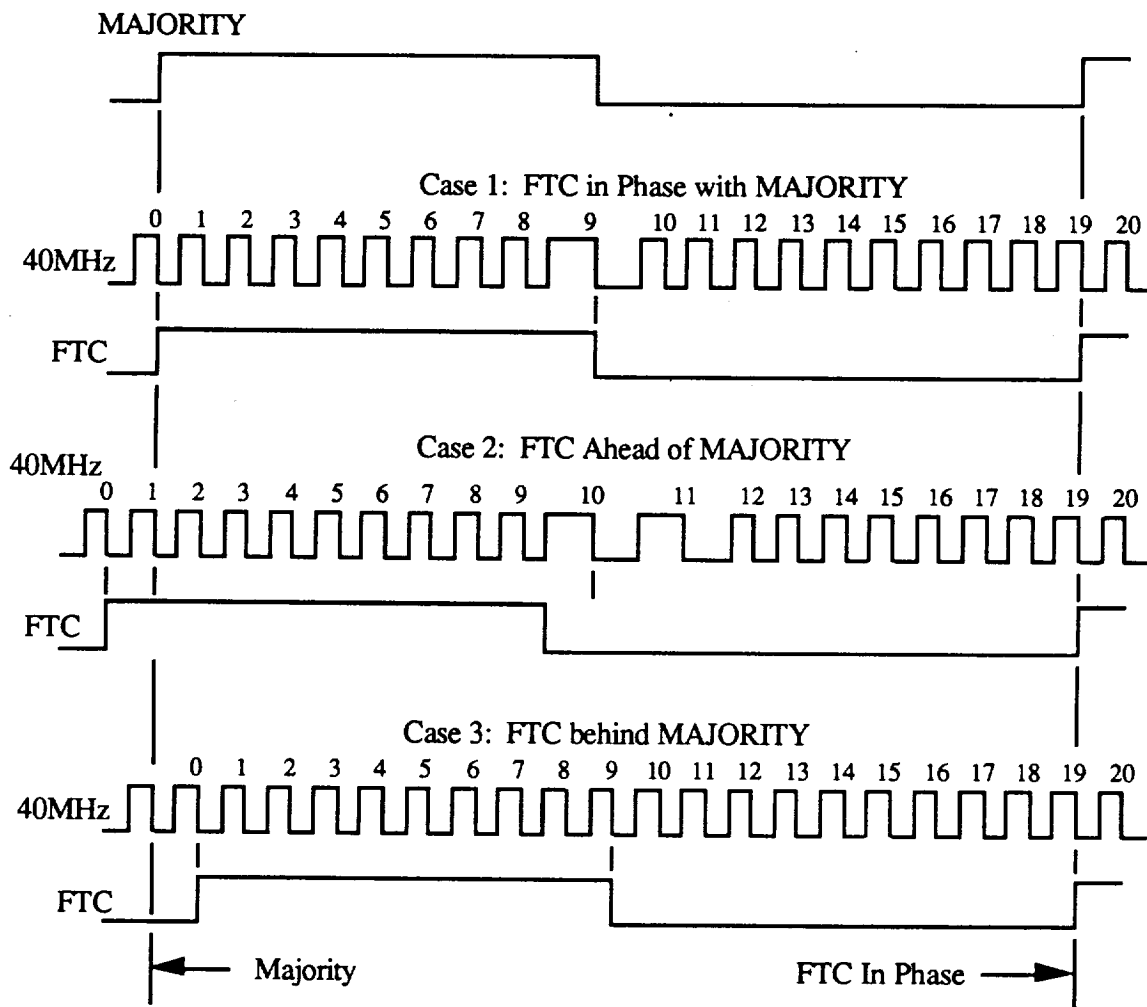 MAJORITY
Case 1: FTC in Phase with MAJORITY
0 1 2 3 4 5 6 7 8 9 10 11 12 13 14 15 16 17 18 19 20
40MHz
FTC
Case 2: FTC Ahead of MAJORITY
40MHz
0 1 2 3 4 5 6 7 8 9 10 11 12 13 14 15 16 17 18 19 20
FTC
Case 3: FTC behind MAJORITY
0 1 2 3 4 5 6 7 8 9 10 11 12 13 14 15 16 17 18 19 20
40MHz
FTC
Majority FTC In Phase